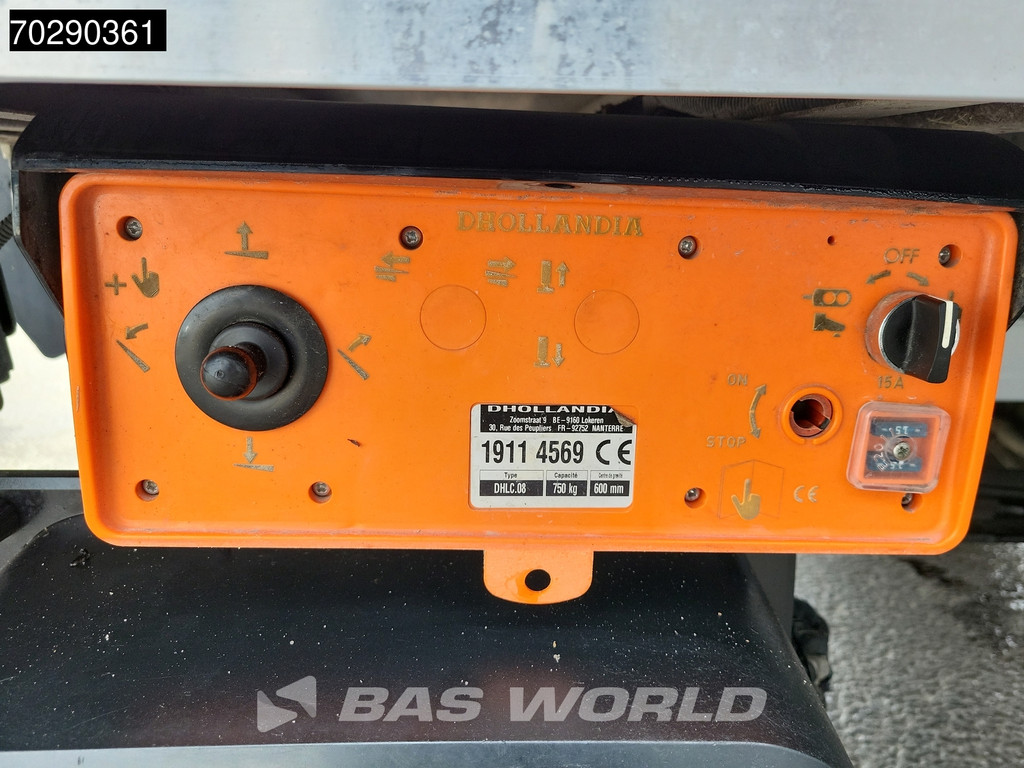 70290361
DHOLLANDIA
OFF
15A
ON
STOP
DHOLLANDIA
Zoomstraat 9 BE-9160 Lokeren
30, Rue des Peupliers FR-92752 NANTERRE
1911 4569 CE
Type Capacité
DHLC.08 750 kg 600 mm
CE
BAS WORLD